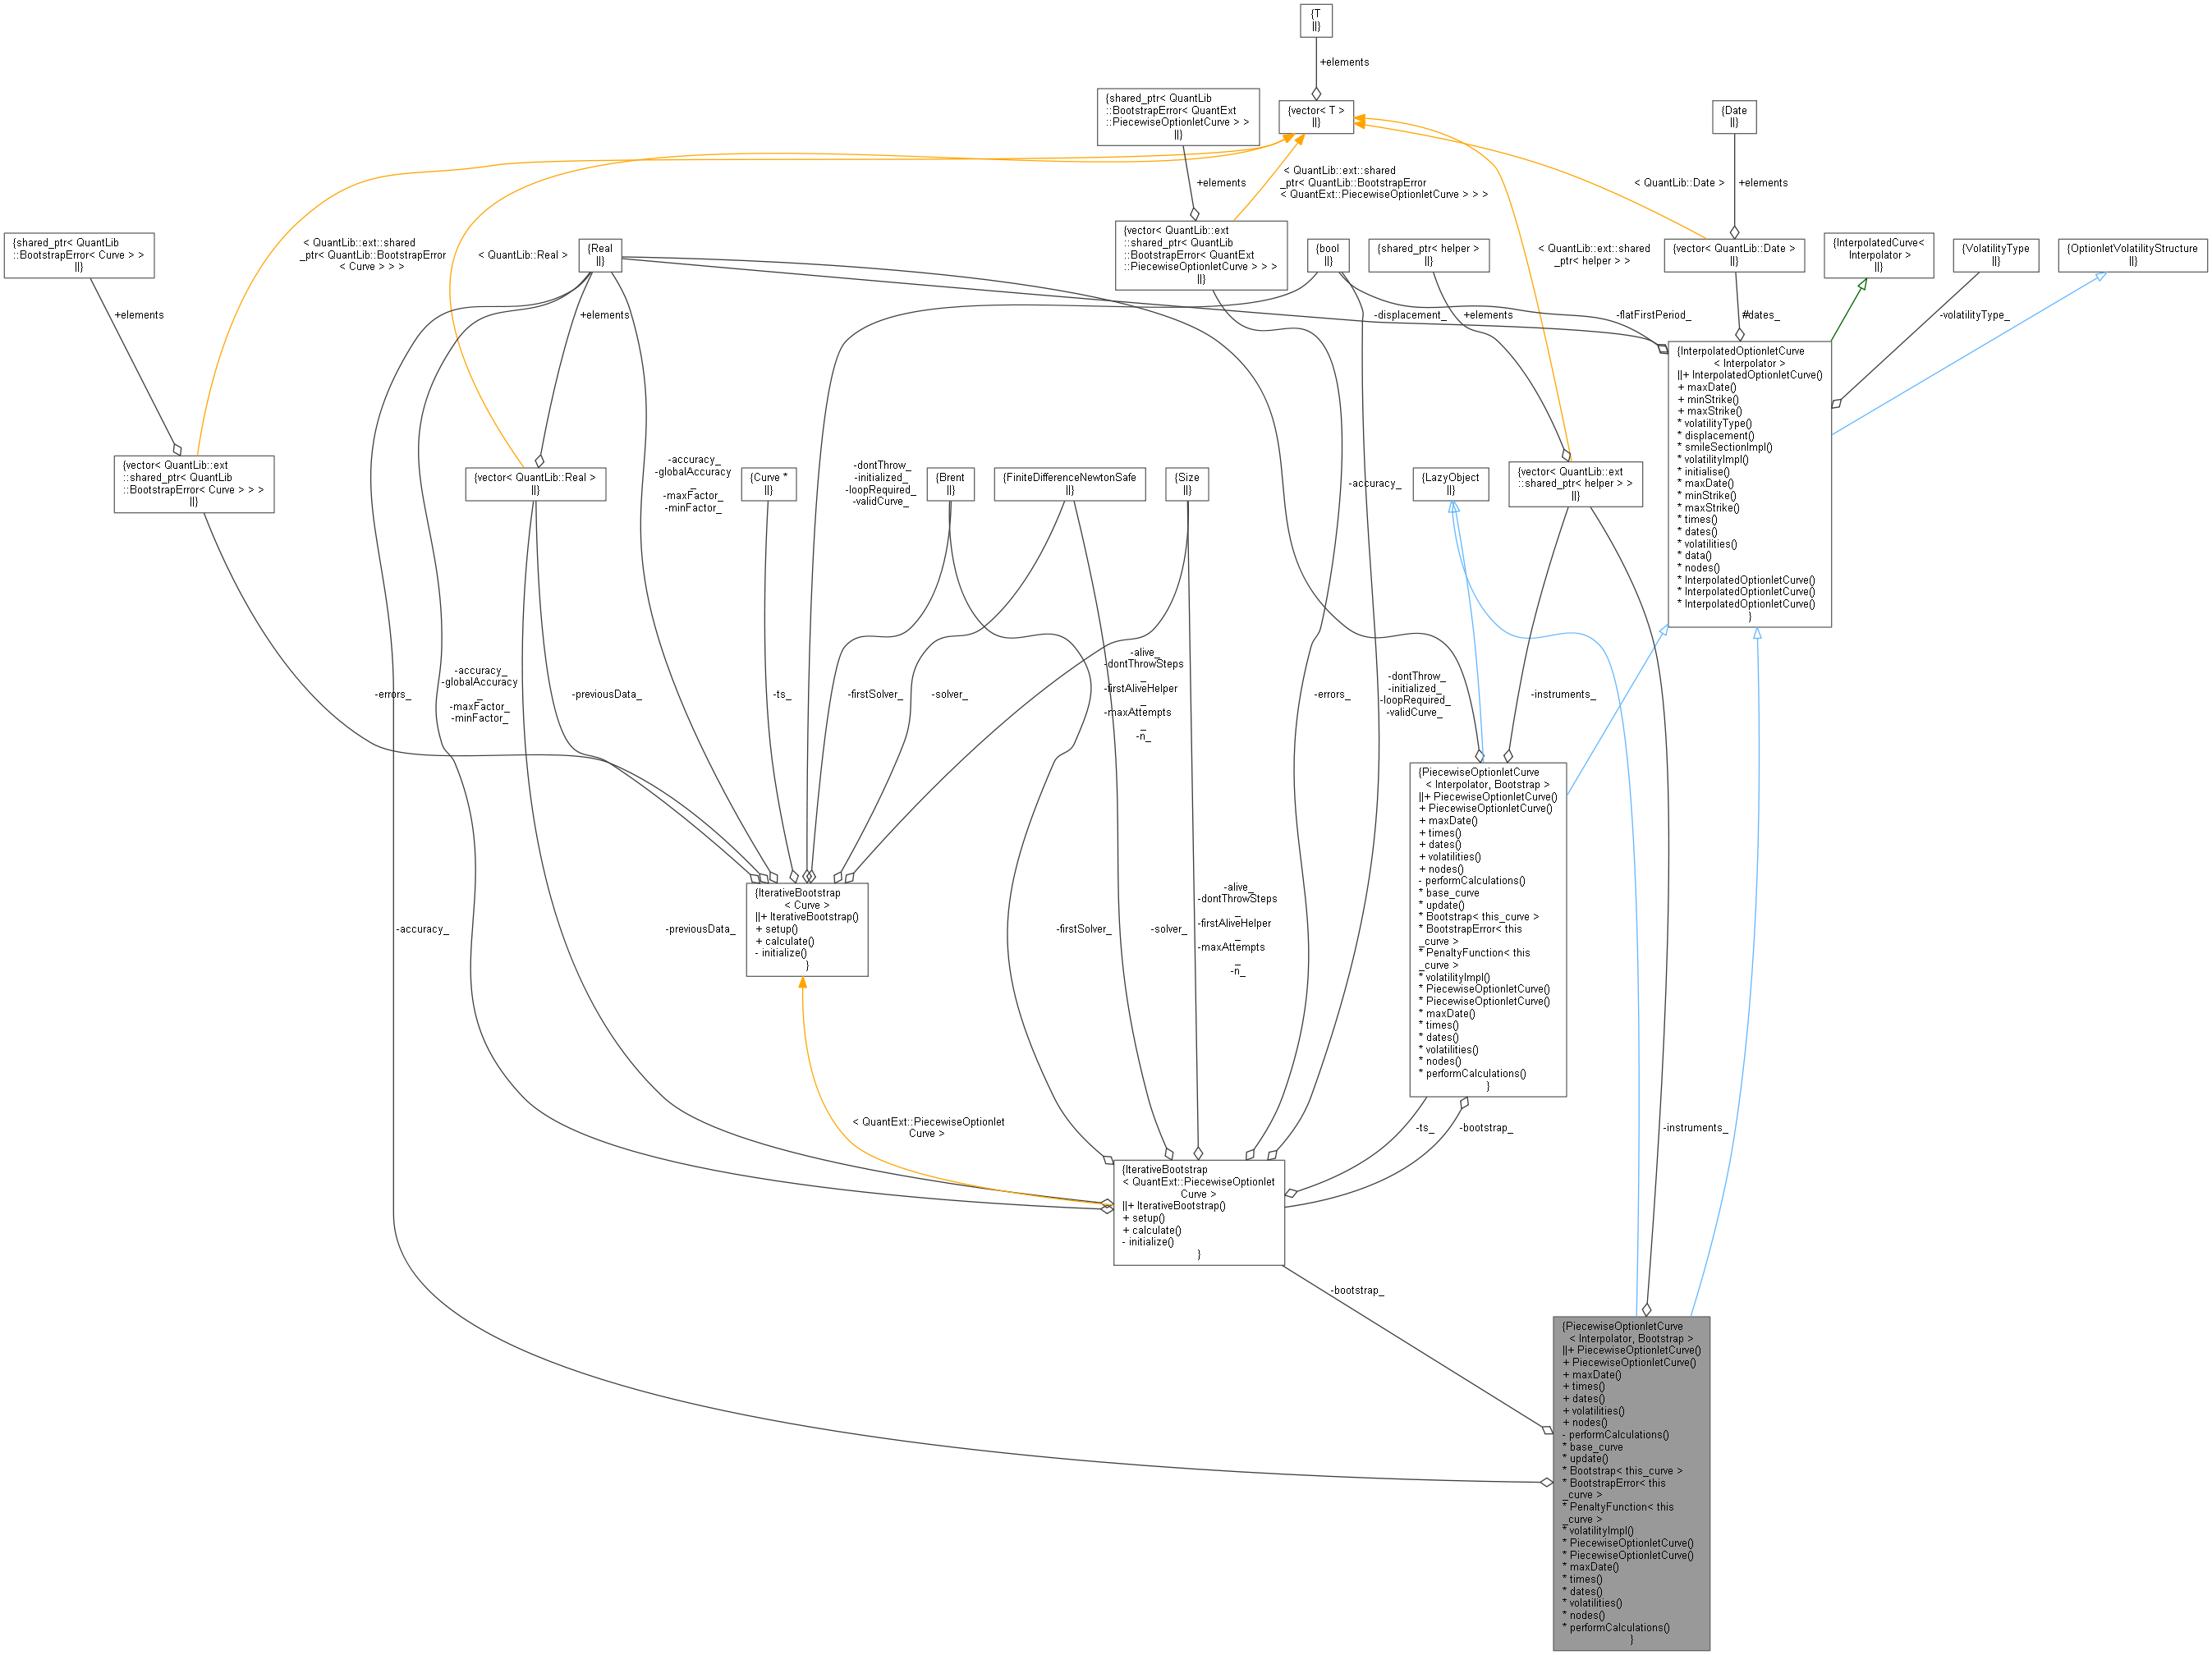 {T
||}
+elements
{shared_ptr< QuantLib
::BootstrapError< QuantExt
::PiecewiseOptionletCurve > >
||}
{vector< T >
||}
{Date
||}
< QuantLib::ext::shared
_ptr< QuantLib::BootstrapError
< QuantExt::PiecewiseOptionletCurve > > >
+elements
< QuantLib::Date >
+elements
{shared_ptr< QuantLib
::BootstrapError< Curve > >
||}
< QuantLib::ext::shared
_ptr< QuantLib::BootstrapError
< Curve > > >
< QuantLib::Real >
{Real
||}
{vector< QuantLib::ext
::shared_ptr< QuantLib
::BootstrapError< QuantExt
::PiecewiseOptionletCurve > > >
||}
{bool
||}
{shared_ptr< helper >
||}
< QuantLib::ext::shared
_ptr< helper > >
{vector< QuantLib::Date >
||}
{InterpolatedCurve<
Interpolator >
||}
{VolatilityType
||}
{OptionletVolatilityStructure
||}
+elements
+elements
-displacement_
+elements
-flatFirstPeriod_
#dates_
-volatilityType_
{InterpolatedOptionletCurve
< Interpolator >
||+ InterpolatedOptionletCurve()
+ maxDate()
+ minStrike()
+ maxStrike()
* volatilityType()
* displacement()
* smileSectionImpl()
* volatilityImpl()
* initialise()
* maxDate()
* minStrike()
* maxStrike()
* times()
* dates()
* volatilities()
* data()
* nodes()
* InterpolatedOptionletCurve()
* InterpolatedOptionletCurve()
* InterpolatedOptionletCurve()
}
{vector< QuantLib::ext
::shared_ptr< QuantLib
::BootstrapError< Curve > > >
||}
{vector< QuantLib::Real >
||}
-accuracy_
-globalAccuracy
_
-maxFactor_
-minFactor_
{Curve *
||}
-dontThrow_
-initialized_
-loopRequired_
-validCurve_
{Brent
||}
{FiniteDifferenceNewtonSafe
||}
{Size
||}
-accuracy_
{LazyObject
||}
{vector< QuantLib::ext
::shared_ptr< helper > >
||}
-errors_
-accuracy_
-globalAccuracy
_
-maxFactor_
-minFactor_
-previousData_
-ts_
-firstSolver_
-solver_
-alive_
-dontThrowSteps
_
-firstAliveHelper
_
-maxAttempts
_
-n_
-errors_
-dontThrow_
-initialized_
-loopRequired_
-validCurve_
-instruments_
{PiecewiseOptionletCurve
< Interpolator, Bootstrap >
||+ PiecewiseOptionletCurve()
+ PiecewiseOptionletCurve()
+ maxDate()
+ times()
+ dates()
+ volatilities()
+ nodes()
- performCalculations()
* base_curve
* update()
* Bootstrap< this_curve >
* BootstrapError< this
_curve >
* PenaltyFunction< this
_curve >
* volatilityImpl()
* PiecewiseOptionletCurve()
* PiecewiseOptionletCurve()
* maxDate()
* times()
* dates()
* volatilities()
* nodes()
* performCalculations()
}
{IterativeBootstrap
< Curve >
||+ IterativeBootstrap()
+ setup()
+ calculate()
- initialize()
}
-accuracy_
-previousData_
-firstSolver_
-solver_
-alive_
-dontThrowSteps
_
-firstAliveHelper
_
-maxAttempts
_
-n_
< QuantExt::PiecewiseOptionlet
Curve >
-ts_
-bootstrap_
-instruments_
{IterativeBootstrap
< QuantExt::PiecewiseOptionlet
Curve >
||+ IterativeBootstrap()
+ setup()
+ calculate()
- initialize()
}
-bootstrap_
{PiecewiseOptionletCurve
< Interpolator, Bootstrap >
||+ PiecewiseOptionletCurve()
+ PiecewiseOptionletCurve()
+ maxDate()
+ times()
+ dates()
+ volatilities()
+ nodes()
- performCalculations()
* base_curve
* update()
* Bootstrap< this_curve >
* BootstrapError< this
_curve >
* PenaltyFunction< this
_curve >
* volatilityImpl()
* PiecewiseOptionletCurve()
* PiecewiseOptionletCurve()
* maxDate()
* times()
* dates()
* volatilities()
* nodes()
* performCalculations()
}